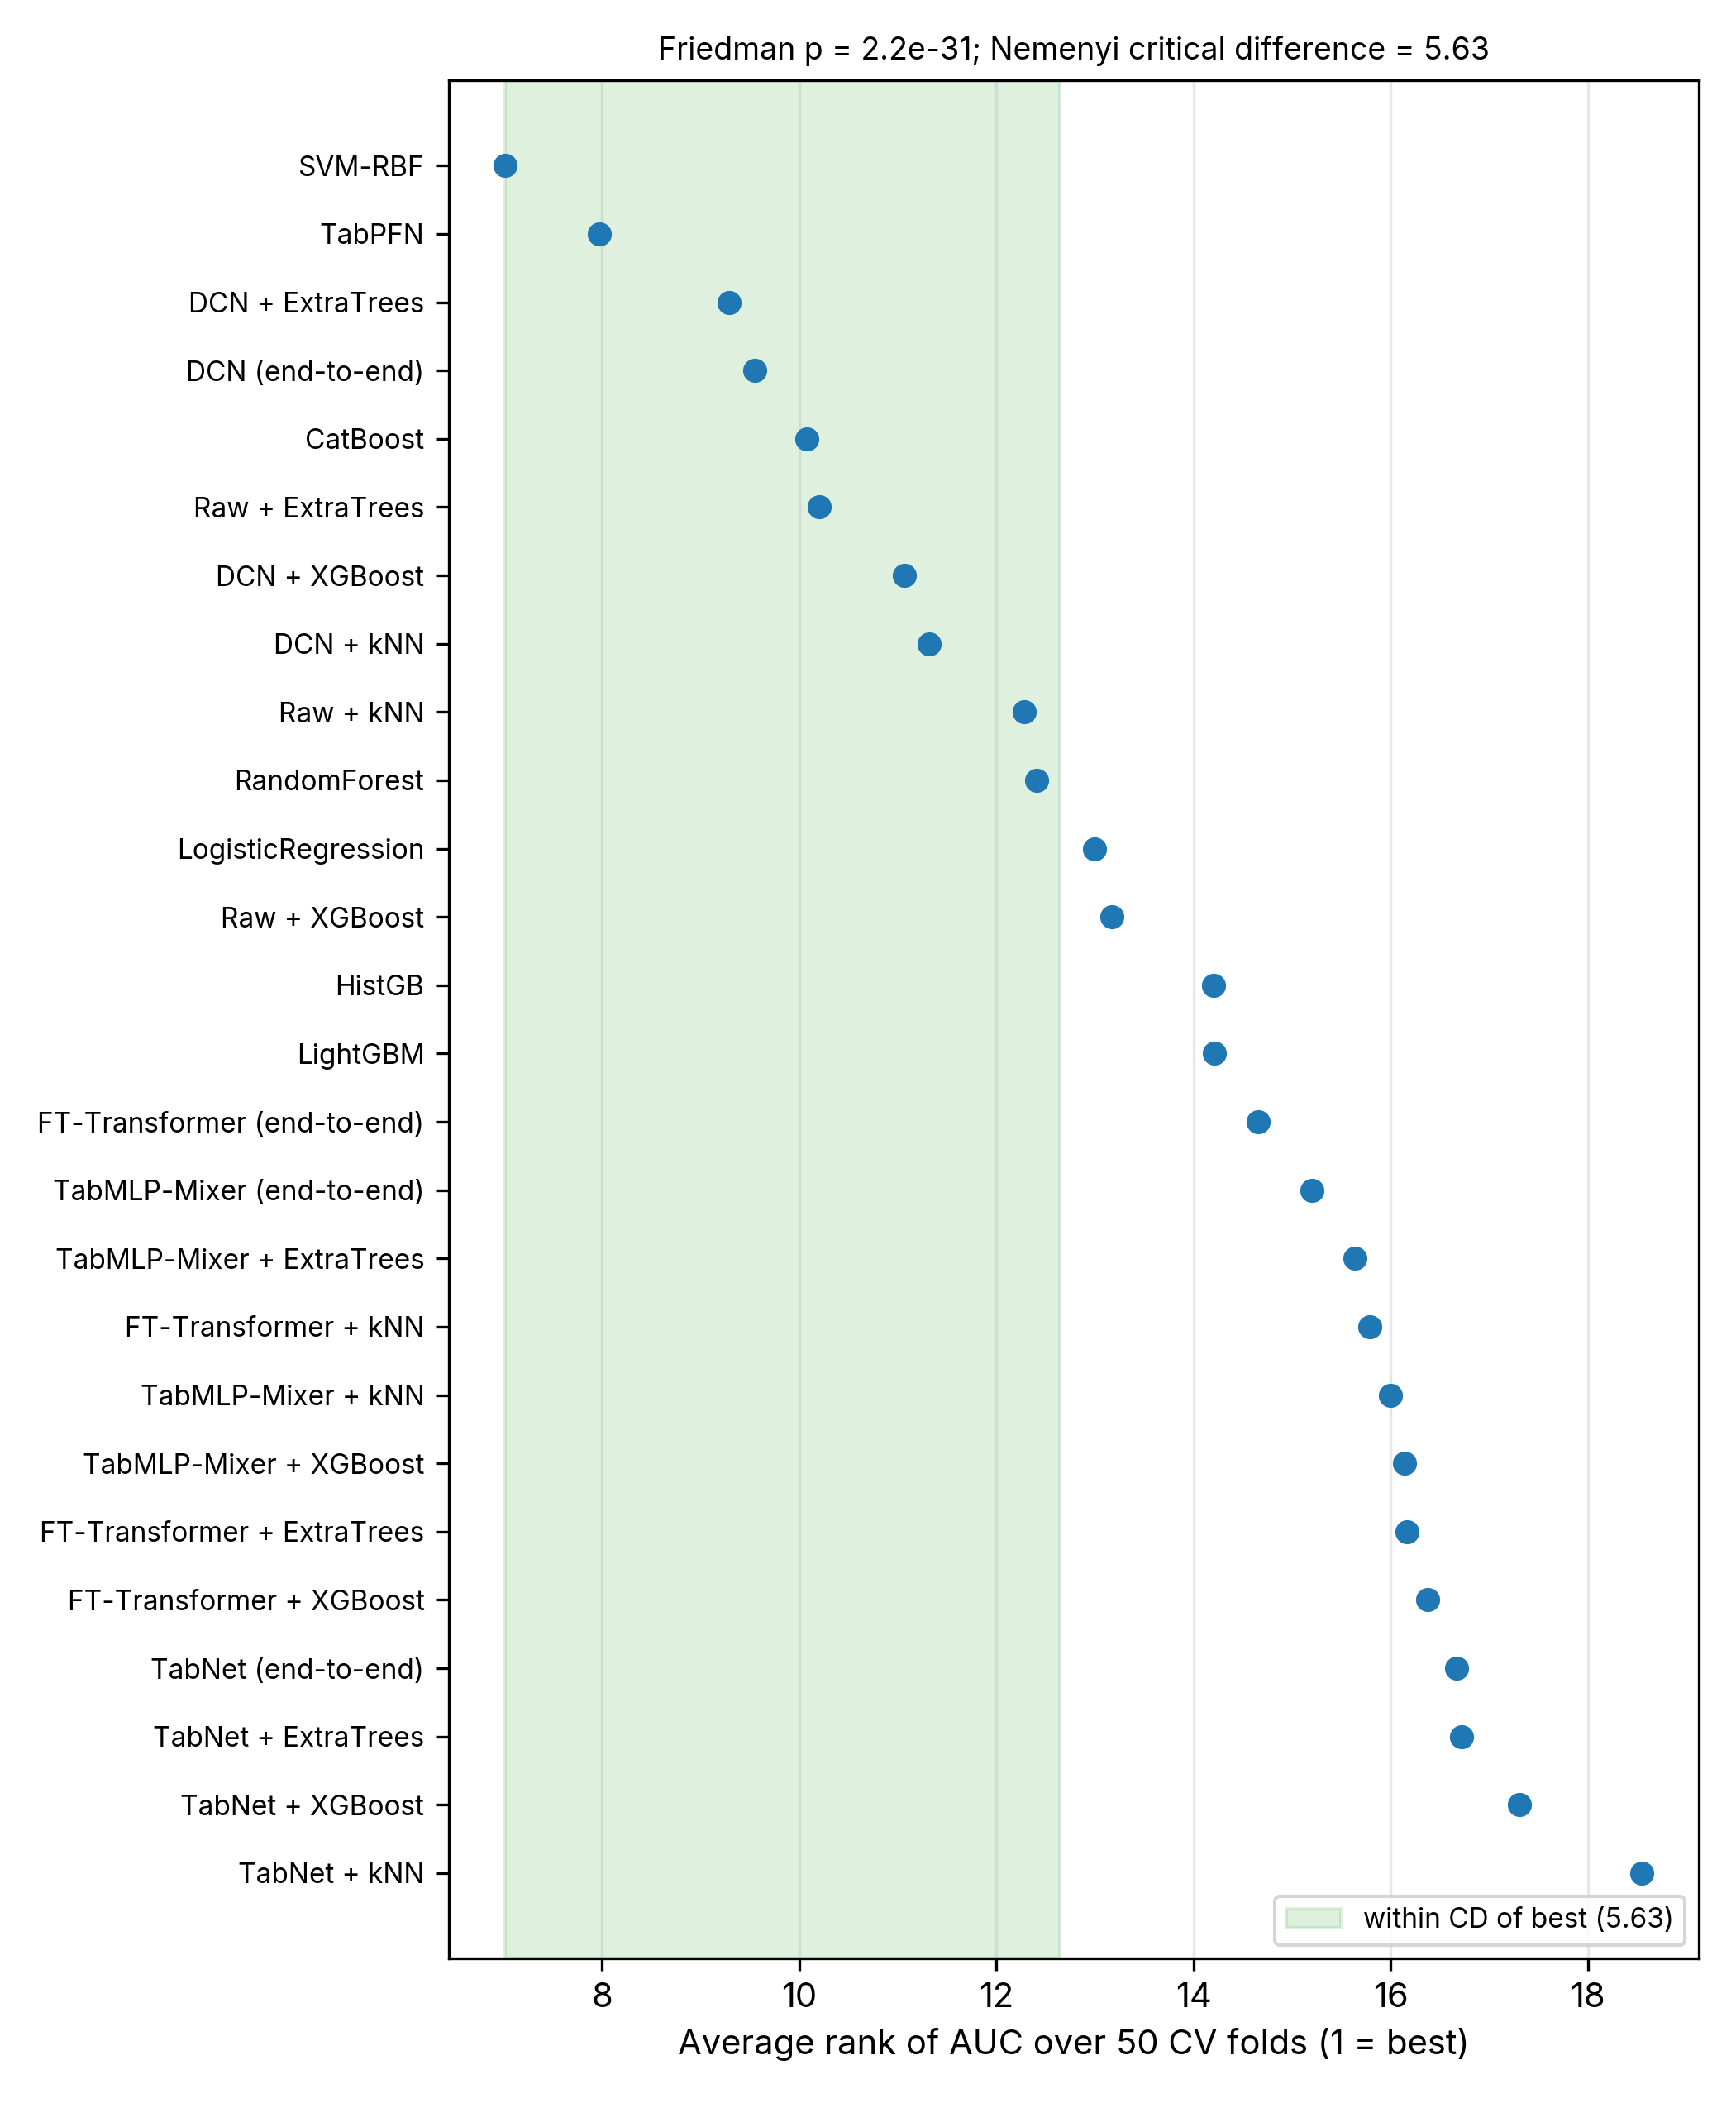 Friedman p = 2.2e-31; Nemenyi critical difference = 5.63
SVM-RBF
TabPFN
DCN + ExtraTrees
DCN (end-to-end)
CatBoost
Raw + ExtraTrees
DCN + XGBoost
DCN + kNN
Raw + kNN
RandomForest
LogisticRegression
Raw + XGBoost
HistGB
LightGBM
FT-Transformer (end-to-end)
TabMLP-Mixer (end-to-end)
TabMLP-Mixer + ExtraTrees
FT-Transformer + kNN
TabMLP-Mixer + kNN
TabMLP-Mixer + XGBoost
FT-Transformer + ExtraTrees
FT-Transformer + XGBoost
TabNet (end-to-end)
TabNet + ExtraTrees
TabNet + XGBoost
TabNet + kNN
within CD of best (5.63)
8 10 12 14 16 18
Average rank of AUC over 50 CV folds (1 = best)